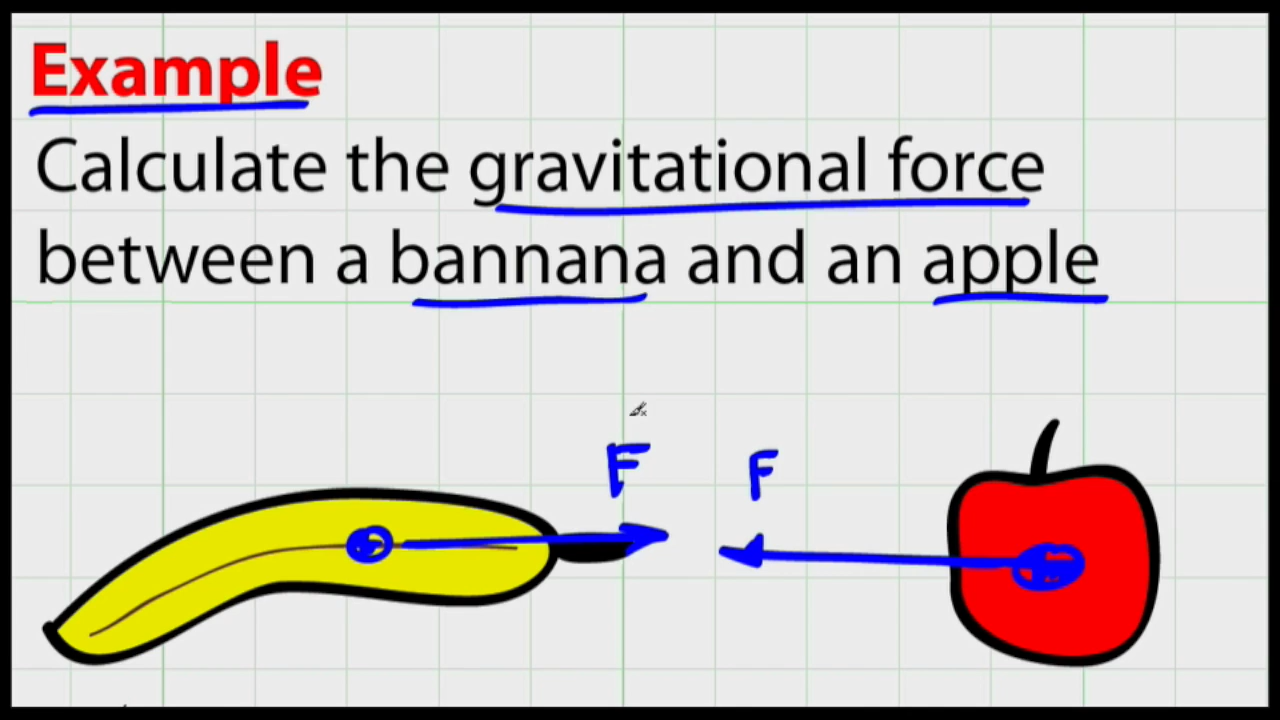 Example
Calculate the gravitational force
between a bannana and an apple
F F